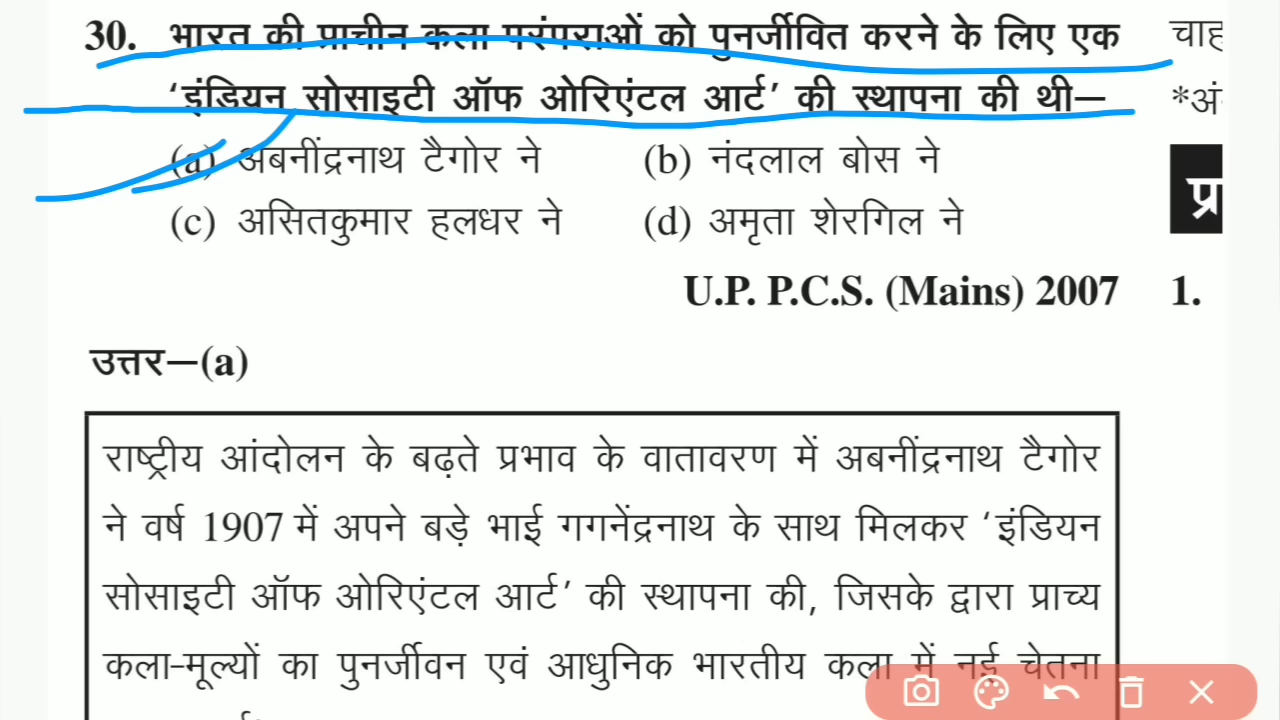 30. भारत की प्राचीन कला परंपराओं को पुनर्जीवित करने के लिए एक
'इंडियन सोसाइटी ऑफ ओरिएंटल आर्ट' की स्थापना की थी—
(a) अबनींद्रनाथ टैगोर ने (b) नंदलाल बोस ने
(c) असितकुमार हलधर ने (d) अमृता शेरगिल ने
U.P. P.C.S. (Mains) 2007
उत्तर—(a)
राष्ट्रीय आंदोलन के बढ़ते प्रभाव के वातावरण में अबनींद्रनाथ टैगोर
ने वर्ष 1907 में अपने बड़े भाई गगनेंद्रनाथ के साथ मिलकर 'इंडियन
सोसाइटी ऑफ ओरिएंटल आर्ट' की स्थापना की, जिसके द्वारा प्राच्य
कला-मूल्यों का पुनर्जीवन एवं आधुनिक भारतीय कला में नई चेतना
1.